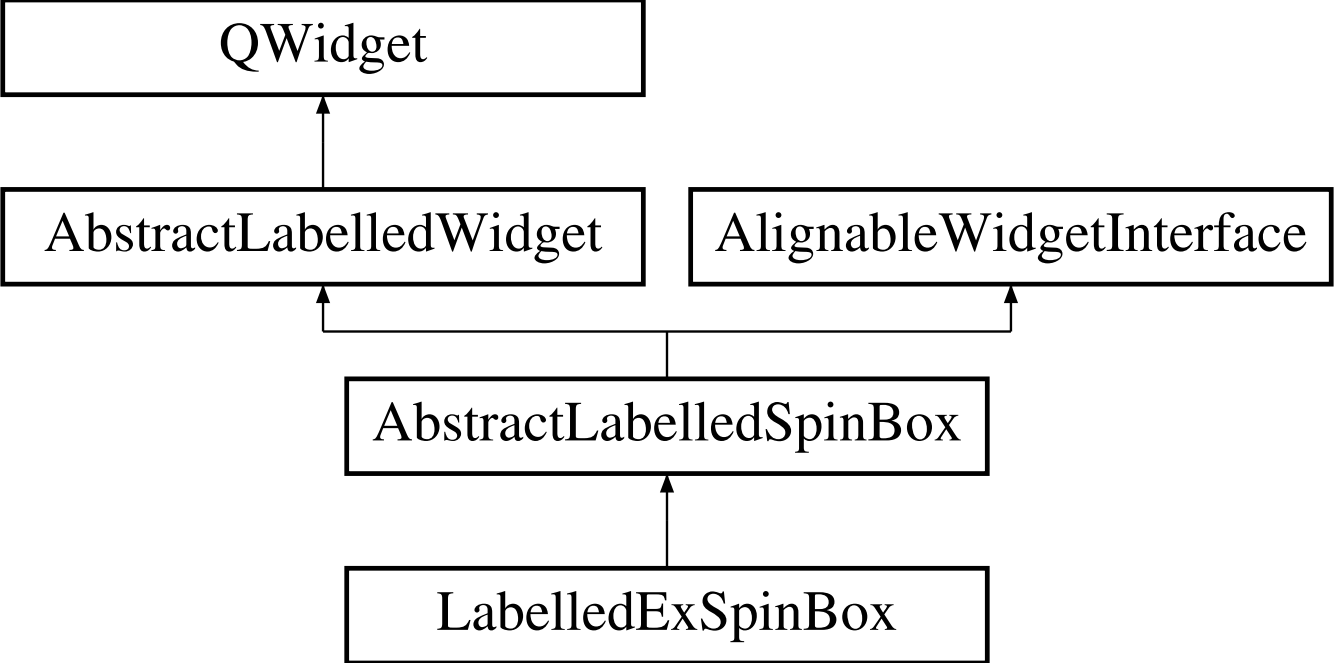 QWidget
AbstractLabelledWidget
AlignableWidgetInterface
AbstractLabelledSpinBox
LabelledExSpinBox